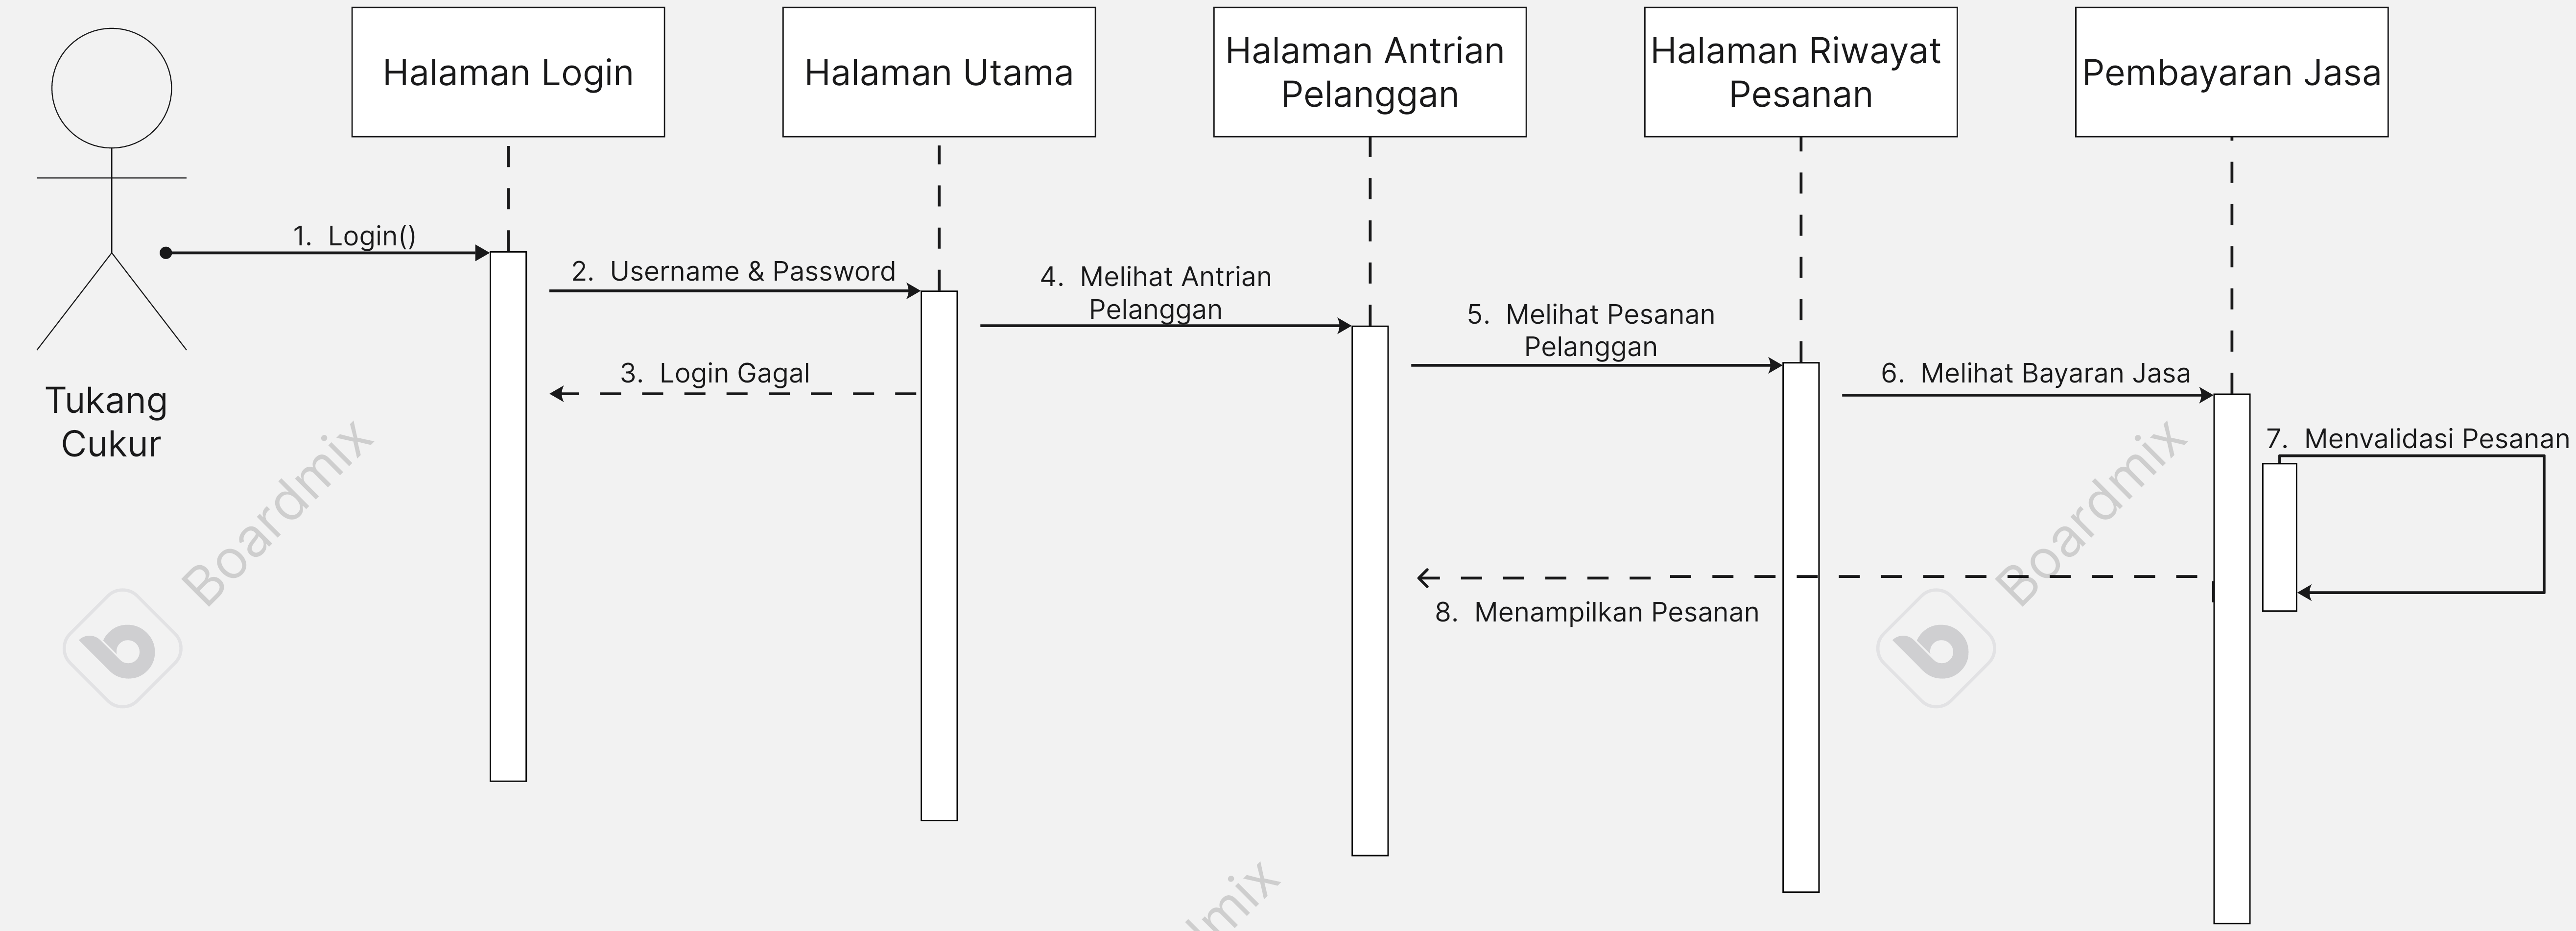 Halaman Login
Halaman Utama
Halaman Antrian
Pelanggan
Halaman Riwayat
Pesanan
Pembayaran Jasa
1. Login()
2. Username & Password
4. Melihat Antrian
Pelanggan
5. Melihat Pesanan
Pelanggan
3. Login Gagal
6. Melihat Bayaran Jasa
Tukang
Cukur
7. Menvalidasi Pesanan
8. Menampilkan Pesanan
Boardmix
Boardmix